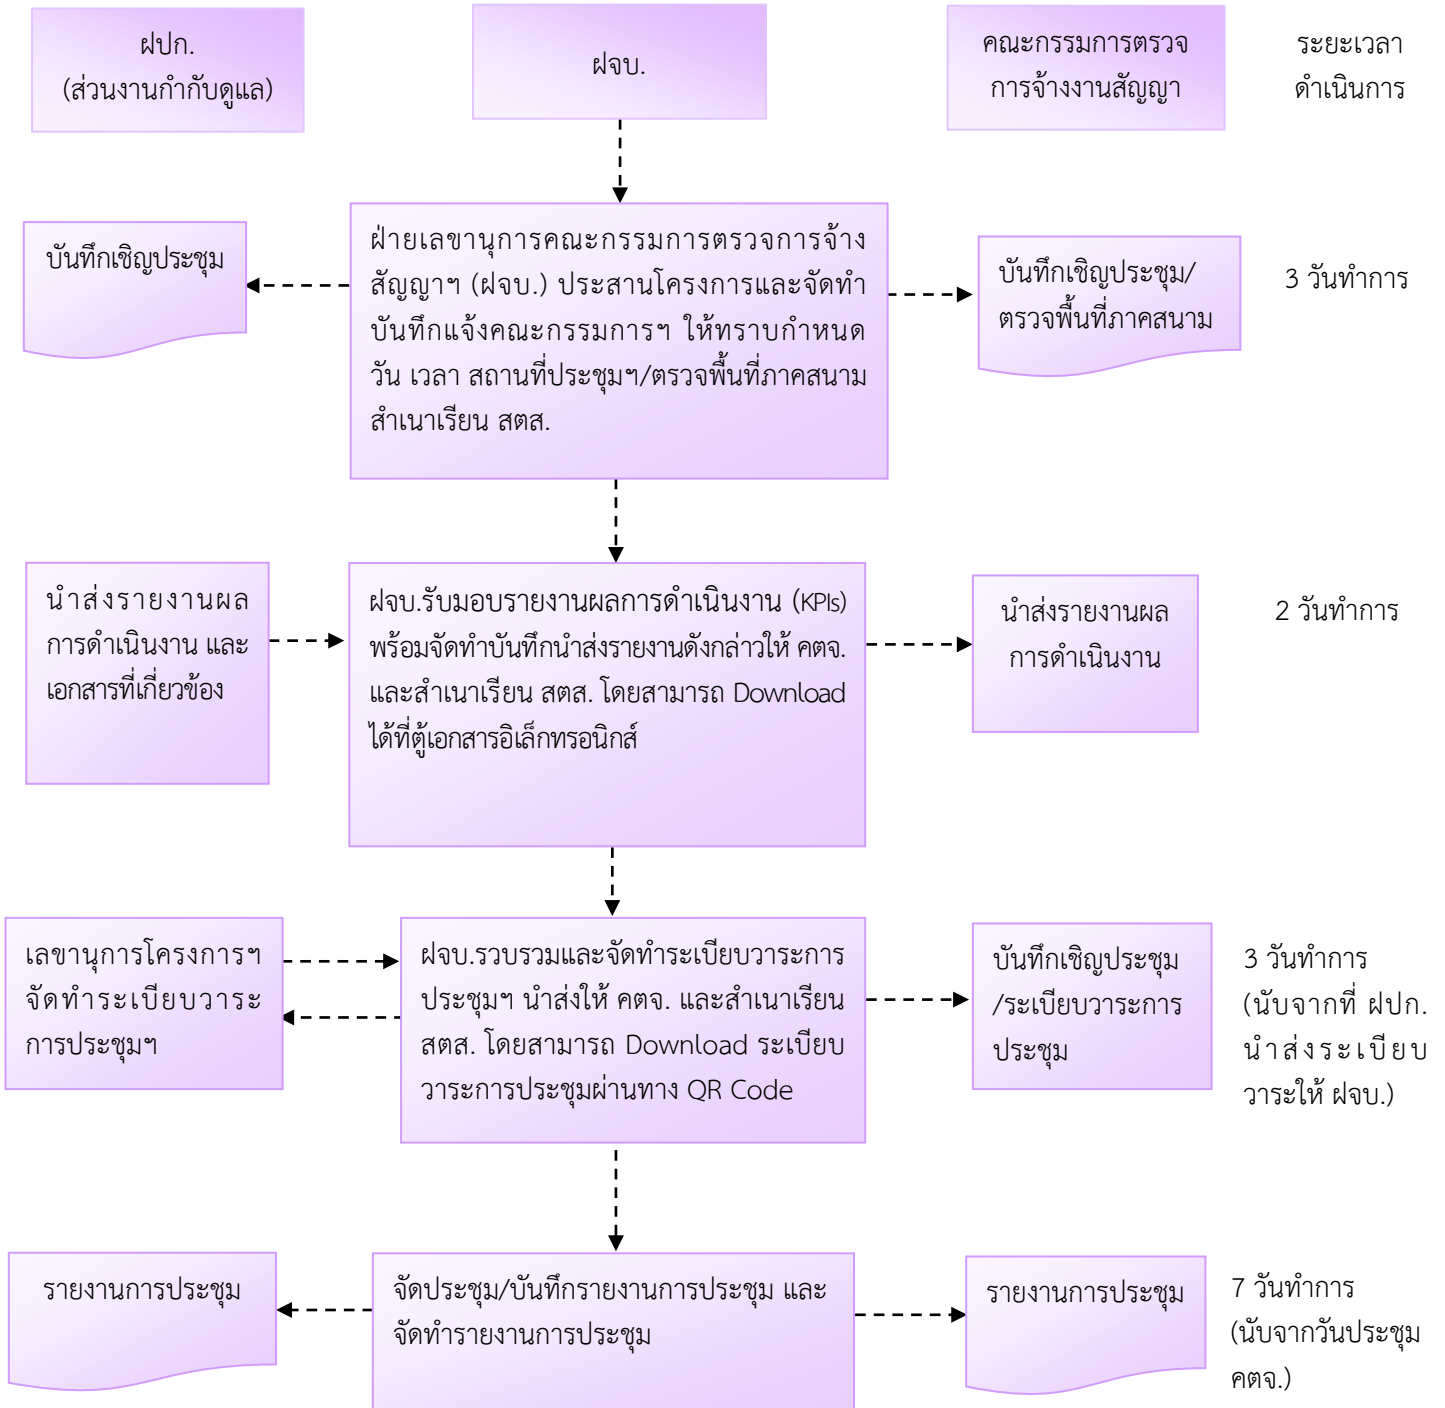 ฝปก.
(ส่วนงานกำกับดูแล)
ฝจบ.
คณะกรรมการตรวจ
การจ้างงานสัญญา
ระยะเวลา
ดำเนินการ
บันทึกเชิญประชุม
ฝ่ายเลขานุการคณะกรรมการตรวจการจ้าง
สัญญาฯ (ฝจบ.) ประสานโครงการและจัดทำ
บันทึกแจ้งคณะกรรมการฯ ให้ทราบกำหนด
วัน เวลา สถานที่ประชุมฯ/ตรวจพื้นที่ภาคสนาม
สำเนาเรียน สตส.
บันทึกเชิญประชุม/
ตรวจพื้นที่ภาคสนาม
3 วันทำการ
นำส่งรายงานผล
การดำเนินงาน และ
เอกสารที่เกี่ยวข้อง
ฝจบ.รับมอบรายงานผลการดำเนินงาน (KPIs)
พร้อมจัดทำบันทึกนำส่งรายงานดังกล่าวให้ คตจ.
และสำเนาเรียน สตส. โดยสามารถ Download
ได้ที่ตู้เอกสารอิเล็กทรอนิกส์
นำส่งรายงานผล
การดำเนินงาน
2 วันทำการ
เลขานุการโครงการฯ
จัดทำระเบียบวาระ
การประชุมฯ
ฝจบ.รวบรวมและจัดทำระเบียบวาระการ
ประชุมฯ นำส่งให้ คตจ. และสำเนาเรียน
สตส. โดยสามารถ Download ระเบียบ
วาระการประชุมผ่านทาง QR Code
บันทึกเชิญประชุม
/ระเบียบวาระการ
ประชุม
3 วันทำการ
(นับจากที่ ฝปก.
นำส่งระเบียบ
วาระให้ ฝจบ.)
รายงานการประชุม
จัดประชุม/บันทึกรายงานการประชุม และ
จัดทำรายงานการประชุม
รายงานการประชุม
7 วันทำการ
(นับจากวันประชุม
คตจ.)